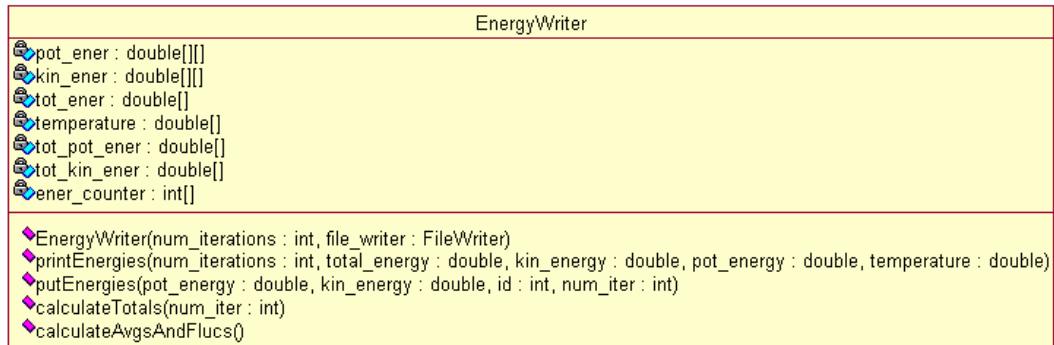 EnergyWriter
pot_ener : double[][]
kin_ener : double[][]
tot_ener : double[]
temperature : double[]
tot_pot_ener : double[]
tot_kin_ener : double[]
ener_counter : int[]
EnergyWriter(num_iterations : int, file_writer : FileWriter)
printEnergies(num_iterations : int, total_energy : double, kin_energy : double, pot_energy : double, temperature : double)
putEnergies(pot_energy : double, kin_energy : double, id : int, num_iter : int)
calculateTotals(num_iter : int)
calculateAvgsAndFlucs()